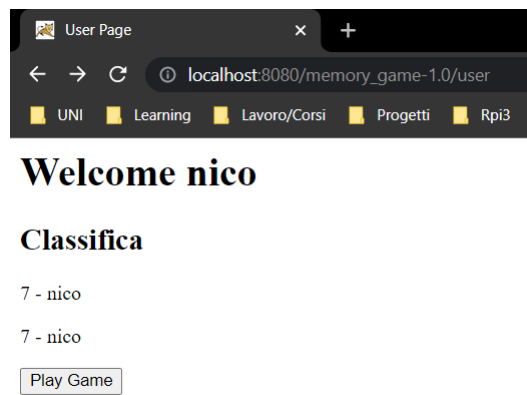 User Page
localhost:8080/memory_game-1.0/user
UNI Learning Lavoro/Corsi Progetti Rpi3
Welcome nico
Classifica
7 - nico
7 - nico
Play Game